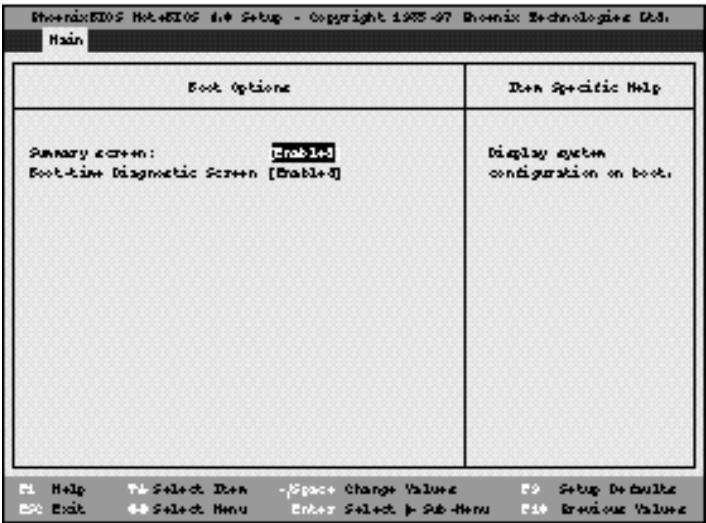 PhoenixBIOS NoteBIOS 4.0 Setup - Copyright 1985-97 Phoenix Technologies Ltd.
Main
Boot Options
Item Specific Help
Summary screen: [Enabled]
Boot-time Diagnostic Screen [Enabled]
Display system
configuration on boot.
F1 Help ↑↓ Select Item -/Space Change Values F9 Setup Defaults
ESC Exit ←→ Select Menu Enter Select ▶ Sub-Menu F10 Previous Values